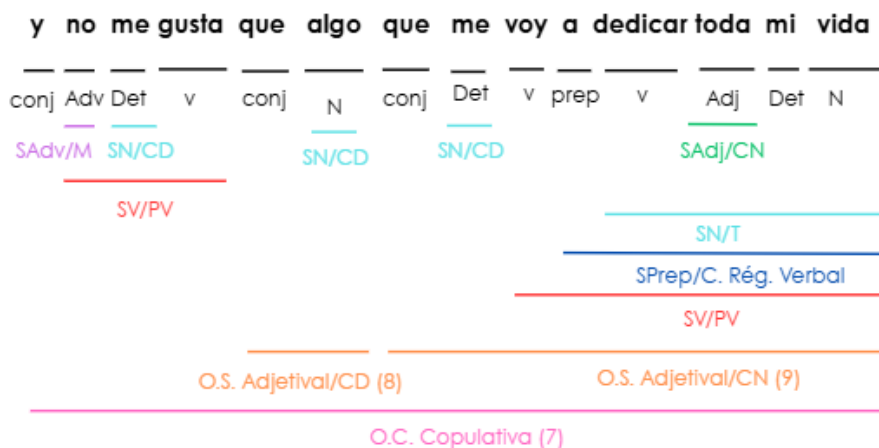 y no me gusta que algo que me voy a dedicar toda mi vida
conj Adv Det v conj N conj Det v prep v Adj Det N
SAdv/M SN/CD SN/CD SN/CD SAdj/CN
SV/PV
SN/T
SPrep/C. Rég. Verbal
SV/PV
O.S. Adjetival/CD (8) O.S. Adjetival/CN (9)
O.C. Copulativa (7)